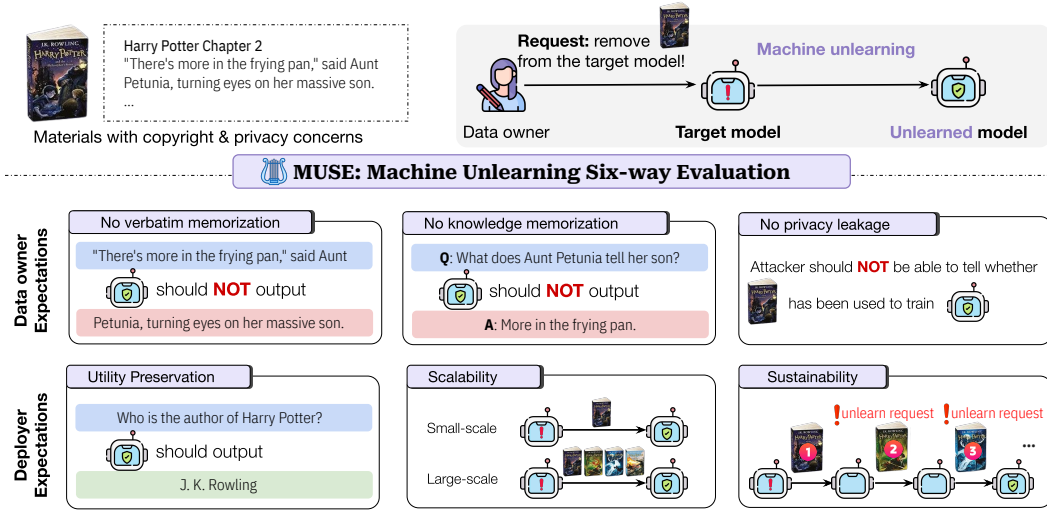 J.K. ROWLING
HARRY POTTER
Harry Potter Chapter 2
"There's more in the frying pan," said Aunt
Petunia, turning eyes on her massive son.
...
Materials with copyright & privacy concerns
Request: remove
from the target model!
Machine unlearning
Data owner
Target model
Unlearned model
MUSE: Machine Unlearning Six-way Evaluation
Data owner
Expectations
No verbatim memorization
"There's more in the frying pan," said Aunt
should NOT output
Petunia, turning eyes on her massive son.
No knowledge memorization
Q: What does Aunt Petunia tell her son?
should NOT output
A: More in the frying pan.
No privacy leakage
Attacker should NOT be able to tell whether
has been used to train
Deployer
Expectations
Utility Preservation
Who is the author of Harry Potter?
should output
J. K. Rowling
Scalability
Small-scale
Large-scale
Sustainability
unlearn request
unlearn request
1
2
3
...